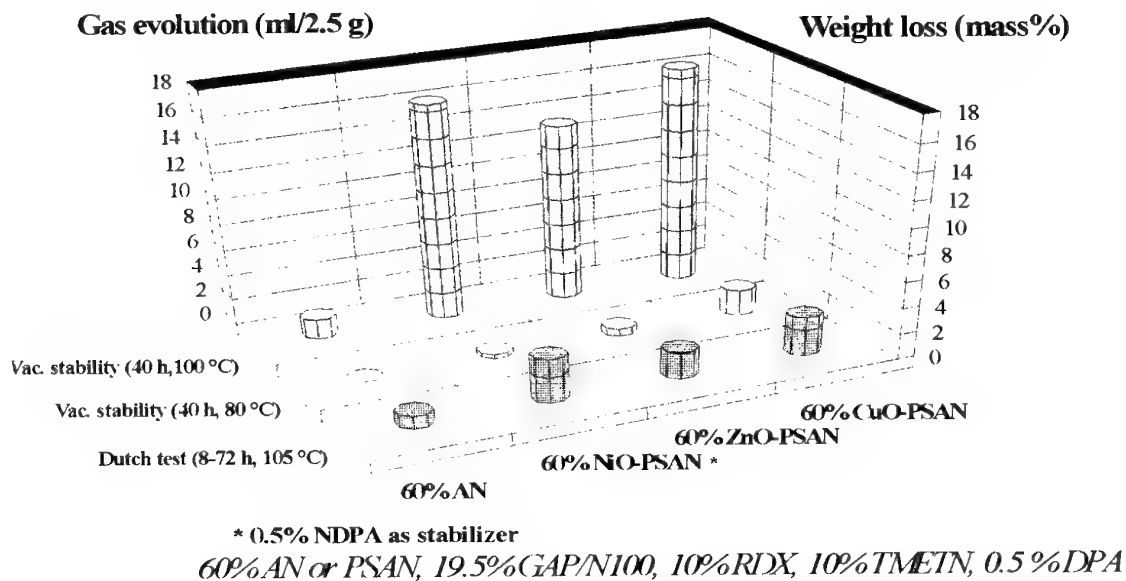 Gas evolution (ml/2.5 g)
Weight loss (mass%)
18
16
14
12
10
8
6
4
2
0
18
16
14
12
10
8
6
4
2
0
Vac. stability (40 h,100 °C)
Vac. stability (40 h, 80 °C)
Dutch test (8-72 h, 105 °C)
60% AN
60% NiO-PSAN *
60% ZnO-PSAN
60% CuO-PSAN
* 0.5% NDPA as stabilizer
60% AN or PSAN, 19.5% GAP/N100, 10% RDX, 10% TMETN, 0.5 % DPA